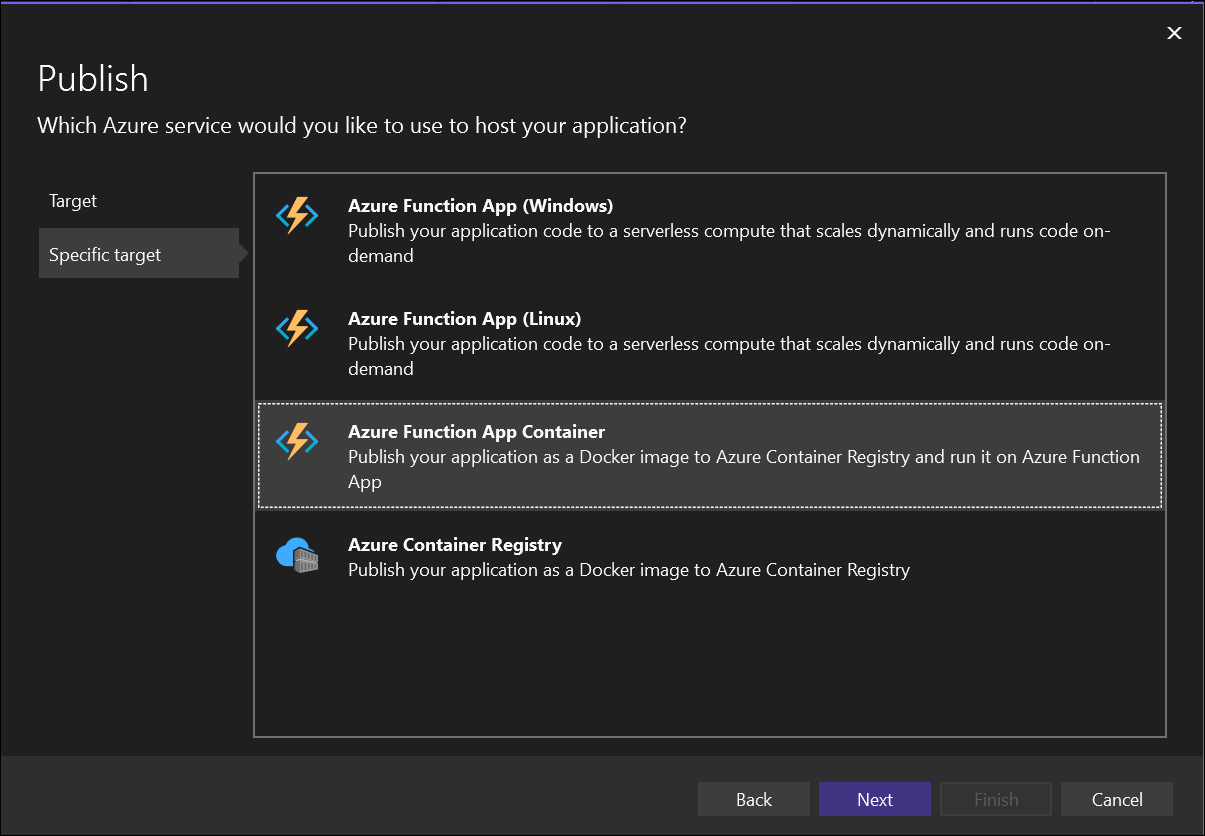 Publish
Which Azure service would you like to use to host your application?
Target
Specific target
Azure Function App (Windows)
Publish your application code to a serverless compute that scales dynamically and runs code on-
demand
Azure Function App (Linux)
Publish your application code to a serverless compute that scales dynamically and runs code on-
demand
Azure Function App Container
Publish your application as a Docker image to Azure Container Registry and run it on Azure Function
App
Azure Container Registry
Publish your application as a Docker image to Azure Container Registry
Back
Next
Finish
Cancel